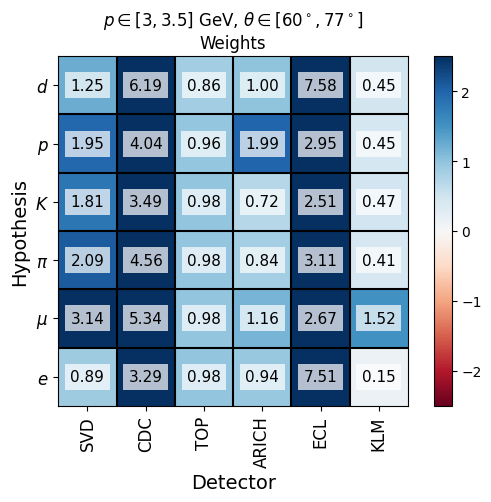 p ∈ [3, 3.5] GeV, θ ∈ [60°, 77°]
Weights
Hypothesis
d 1.25 6.19 0.86 1.00 7.58 0.45
p 1.95 4.04 0.96 1.99 2.95 0.45
K 1.81 3.49 0.98 0.72 2.51 0.47
π 2.09 4.56 0.98 0.84 3.11 0.41
μ 3.14 5.34 0.98 1.16 2.67 1.52
e 0.89 3.29 0.98 0.94 7.51 0.15
SVD CDC TOP ARICH ECL KLM
Detector
2
1
0
−1
−2